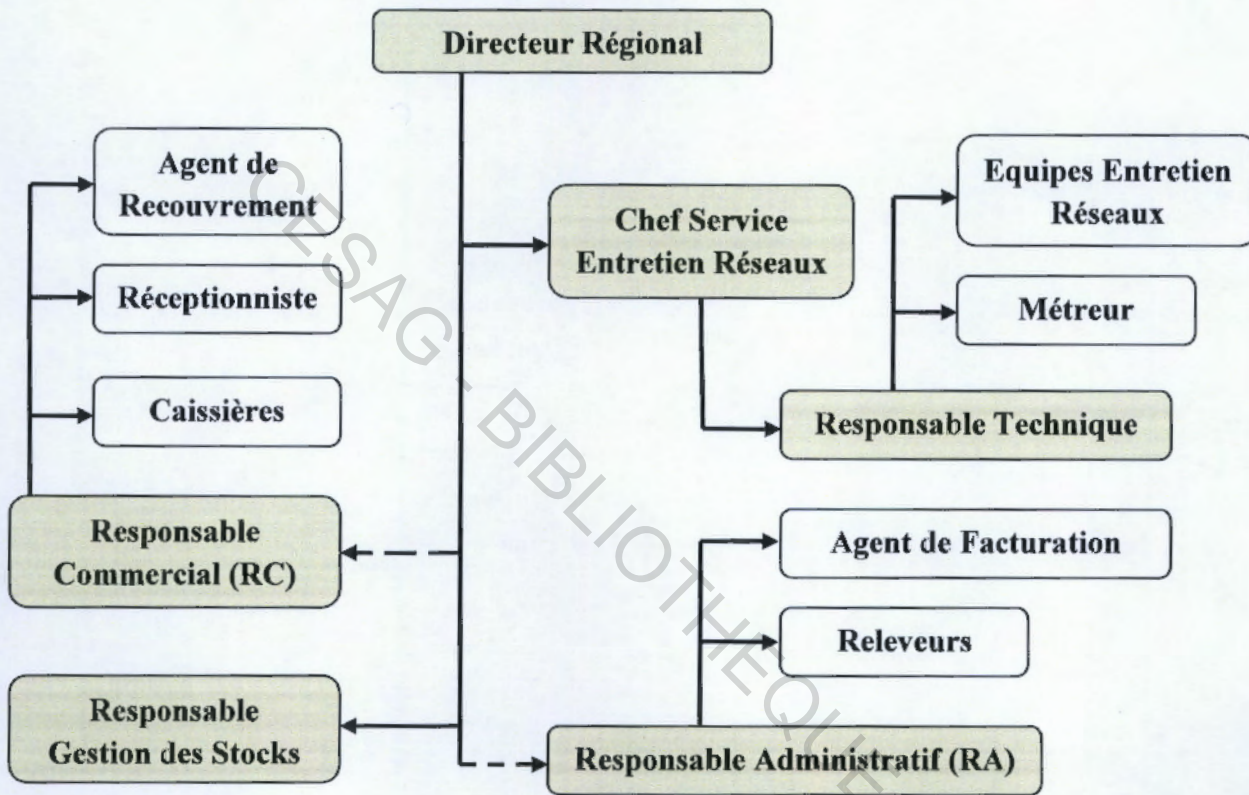 Directeur Régional
Agent de
Recouvrement
Réceptionniste
Caissières
Responsable
Commercial (RC)
Responsable
Gestion des Stocks
Chef Service
Entretien Réseaux
Equipes Entretien
Réseaux
Métreur
Responsable Technique
Agent de Facturation
Releveurs
Responsable Administratif (RA)
CESAG - BIBLIOTHEQUE